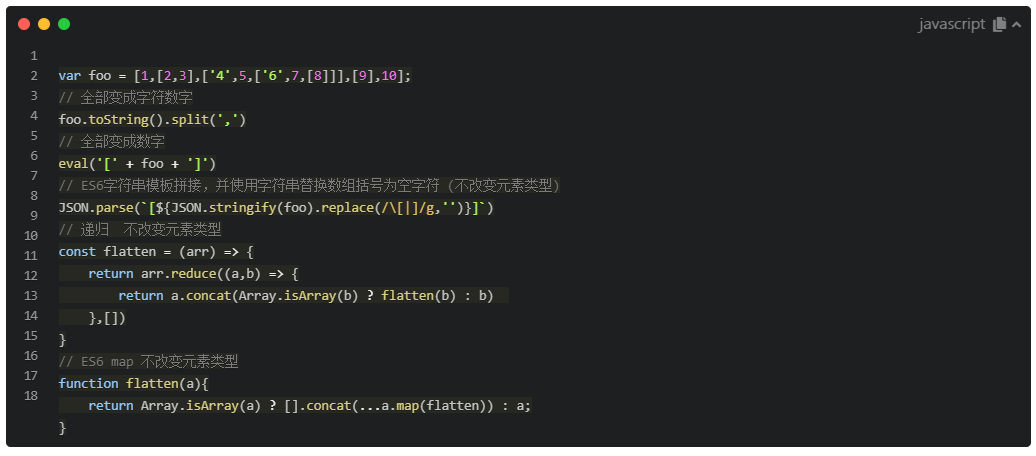 javascript
1
2
3
4
5
6
7
8
9
10
11
12
13
14
15
16
17
18
var foo = [1,[2,3],['4',5,['6',7,[8]]],[9],10];
// 全部变成字符数字
foo.toString().split(',')
// 全部变成数字
eval('[' + foo + ']')
// ES6字符串模板拼接，并使用字符串替换数组括号为空字符 (不改变元素类型)
JSON.parse(`[${JSON.stringify(foo).replace(/\[|]/g,'')}]`)
// 递归  不改变元素类型
const flatten = (arr) => {
    return arr.reduce((a,b) => {
        return a.concat(Array.isArray(b) ? flatten(b) : b)
    },[])
}
// ES6 map 不改变元素类型
function flatten(a){
    return Array.isArray(a) ? [].concat(...a.map(flatten)) : a;
}